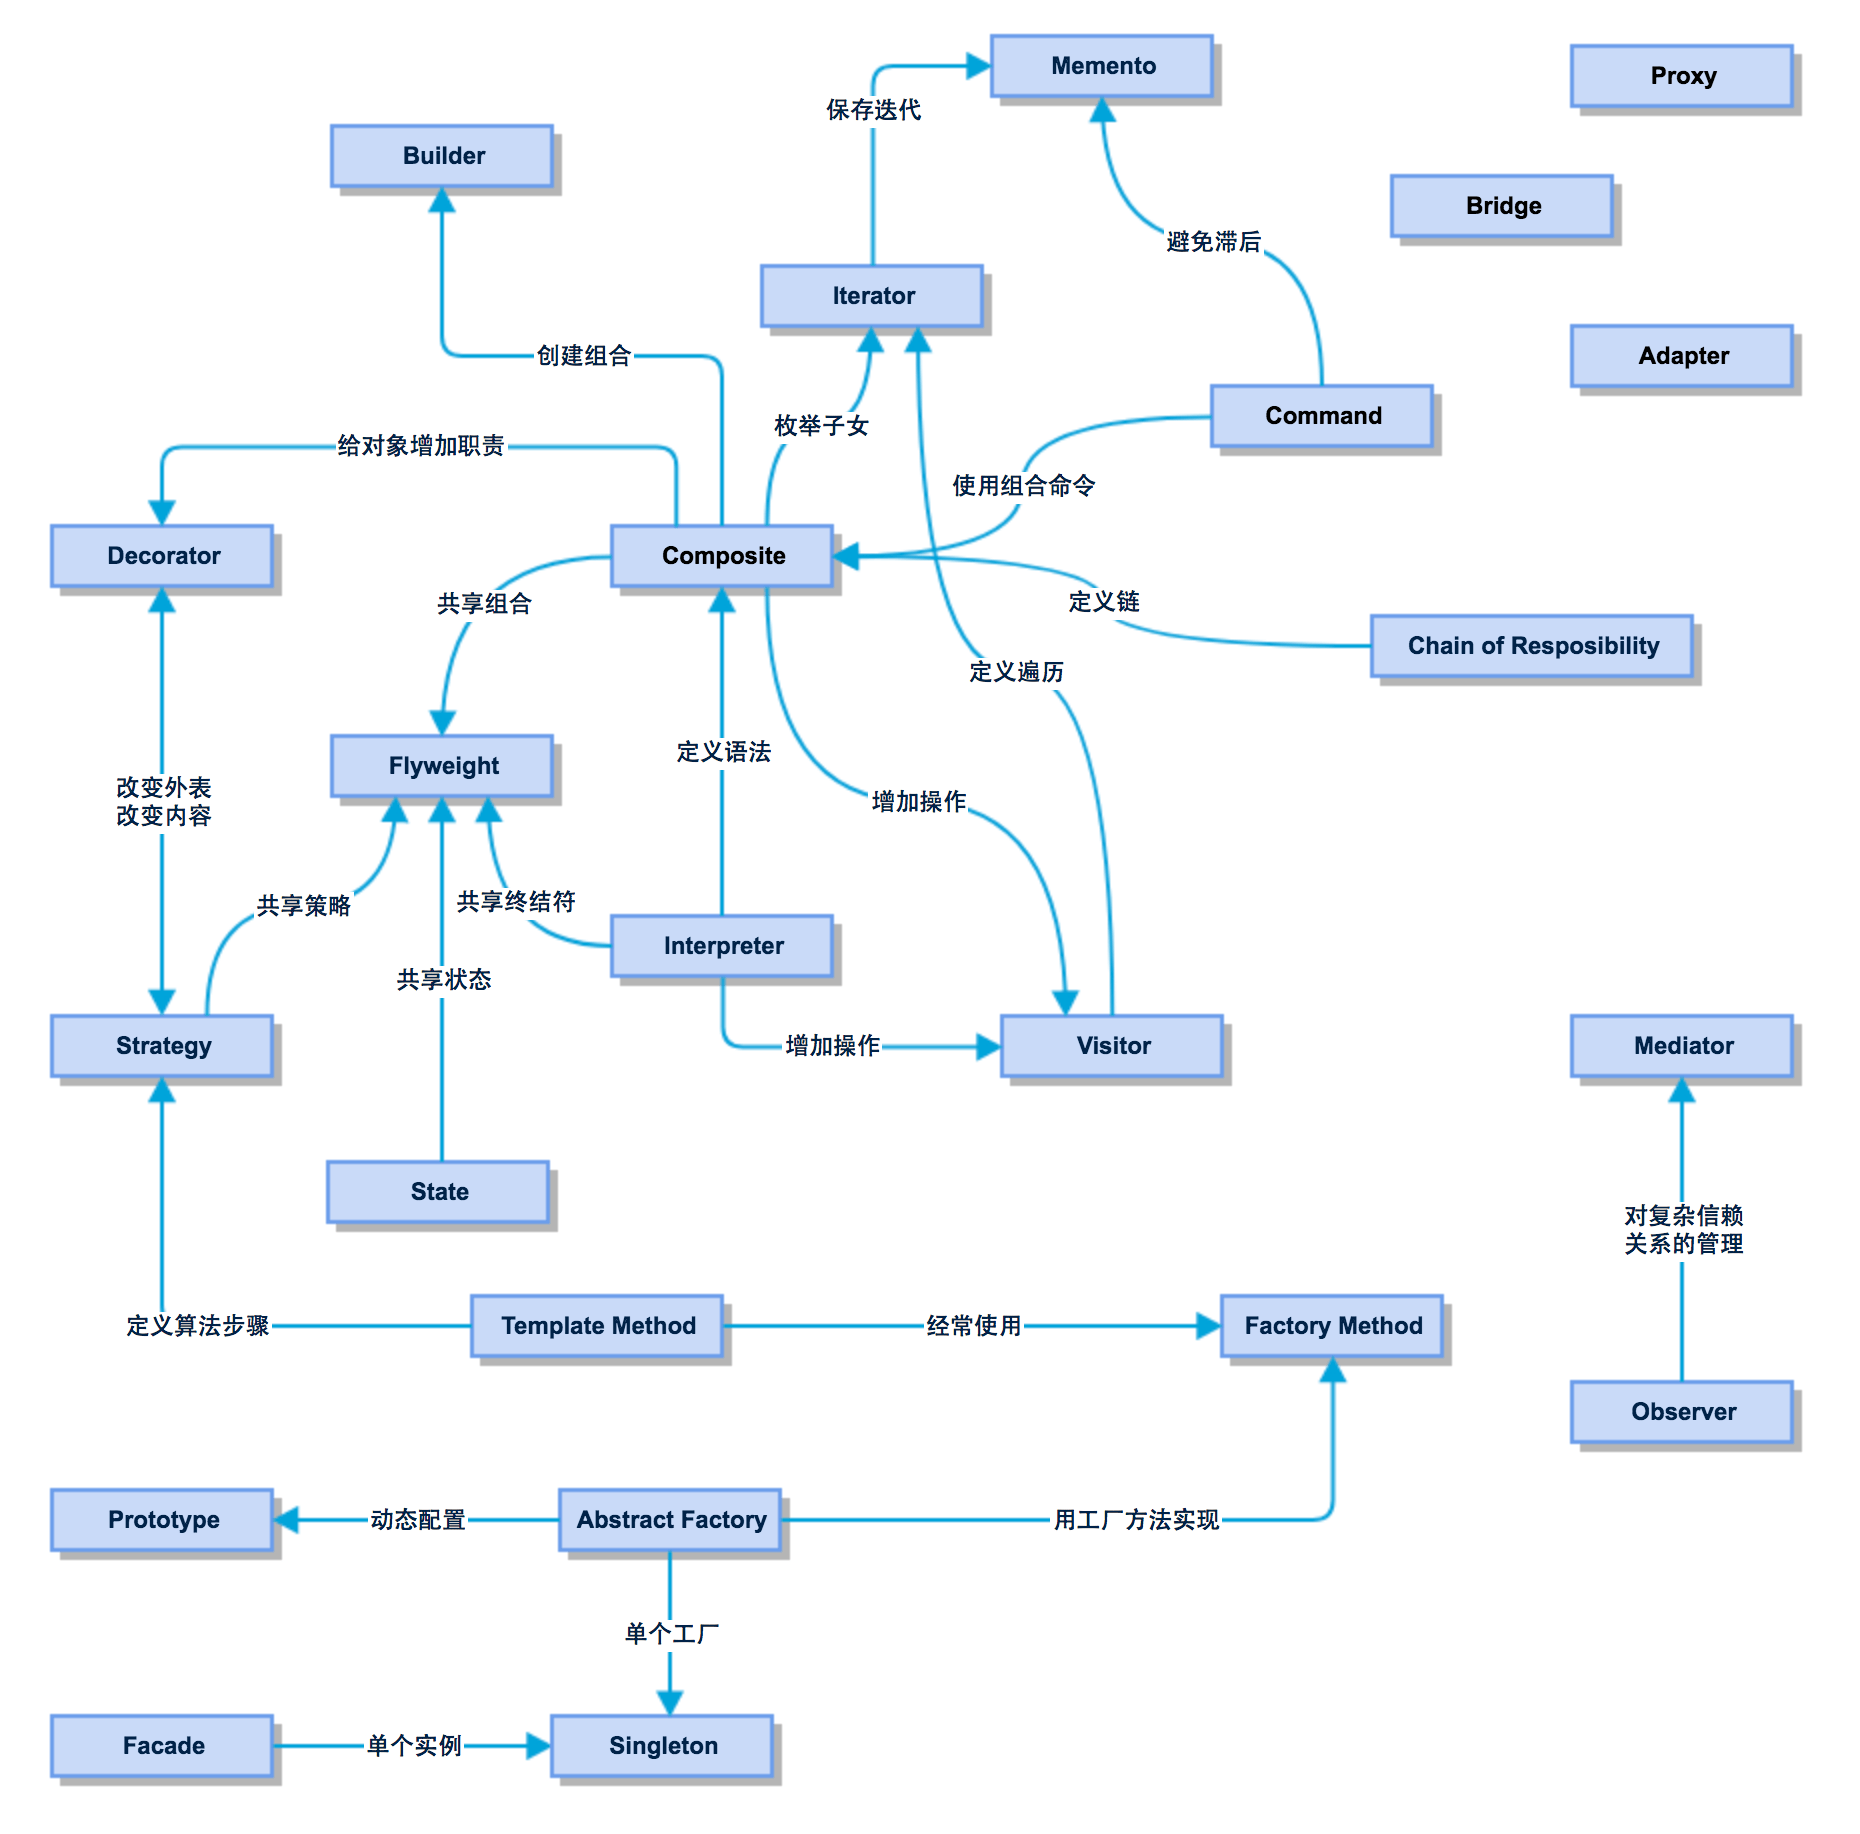 Memento
Proxy
保存迭代
Builder
Bridge
避免滞后
Iterator
创建组合
Adapter
Command
枚举子女
给对象增加职责
使用组合命令
Decorator
Composite
共享组合
定义链
Chain of Resposibility
定义遍历
定义语法
Flyweight
改变外表
改变内容
增加操作
共享策略
共享终结符
Interpreter
共享状态
Strategy
增加操作
Visitor
Mediator
State
对复杂信赖
关系的管理
定义算法步骤
Template Method
经常使用
Factory Method
Observer
Prototype
动态配置
Abstract Factory
用工厂方法实现
单个工厂
Facade
单个实例
Singleton